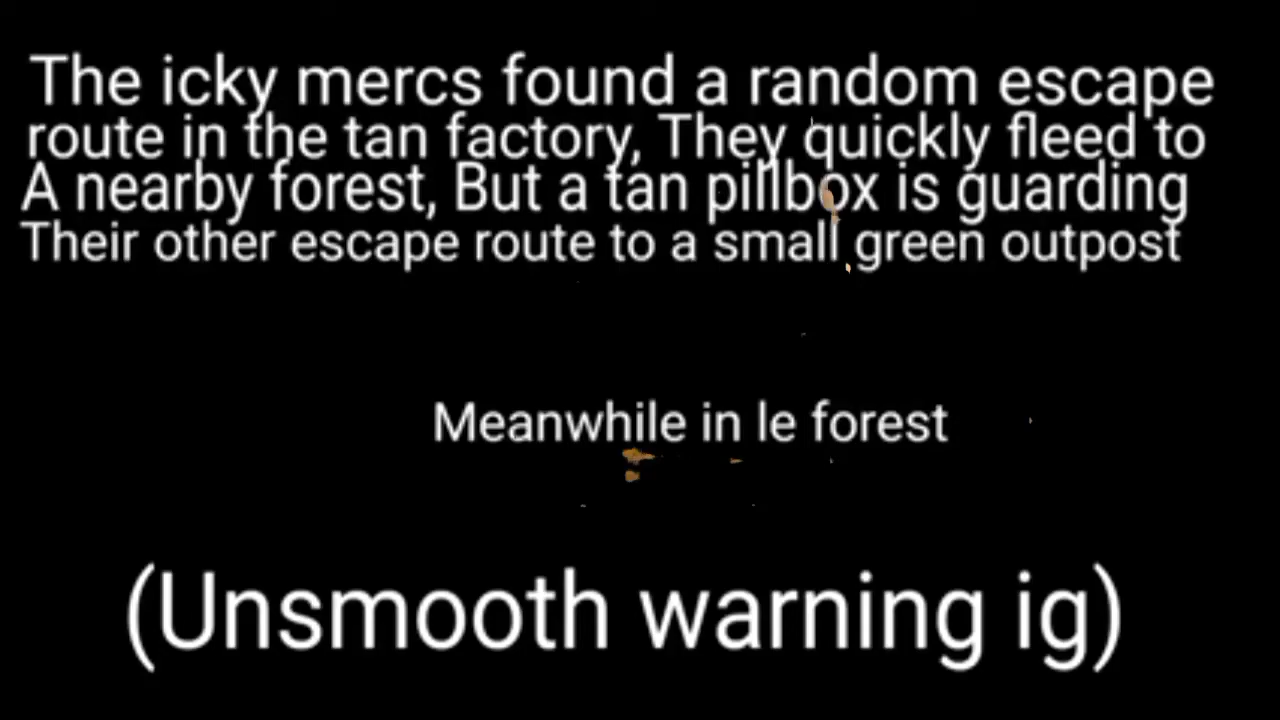 The icky mercs found a random escape
route in the tan factory, They quickly fleed to
A nearby forest, But a tan pillbox is guarding
Their other escape route to a small green outpost
Meanwhile in le forest
(Unsmooth warning ig)